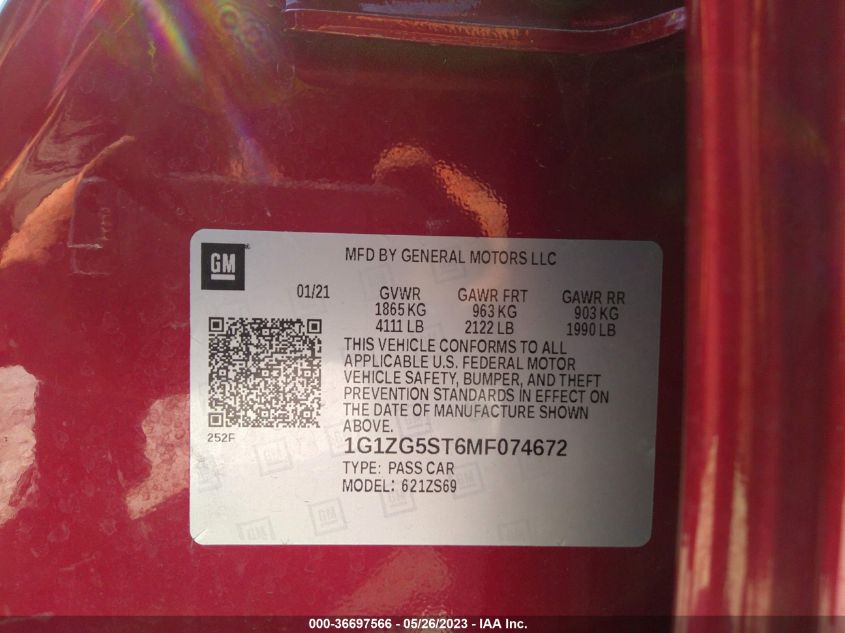 GM
MFD BY GENERAL MOTORS LLC
01/21 GVWR GAWR FRT GAWR RR
1865 KG 963 KG 903 KG
4111 LB 2122 LB 1990 LB
THIS VEHICLE CONFORMS TO ALL
APPLICABLE U.S. FEDERAL MOTOR
VEHICLE SAFETY, BUMPER, AND THEFT
PREVENTION STANDARDS IN EFFECT ON
THE DATE OF MANUFACTURE SHOWN
ABOVE.
252F
1G1ZG5ST6MF074672
TYPE: PASS CAR
MODEL: 621ZS69
000-36697566 - 05/26/2023 - IAA Inc.